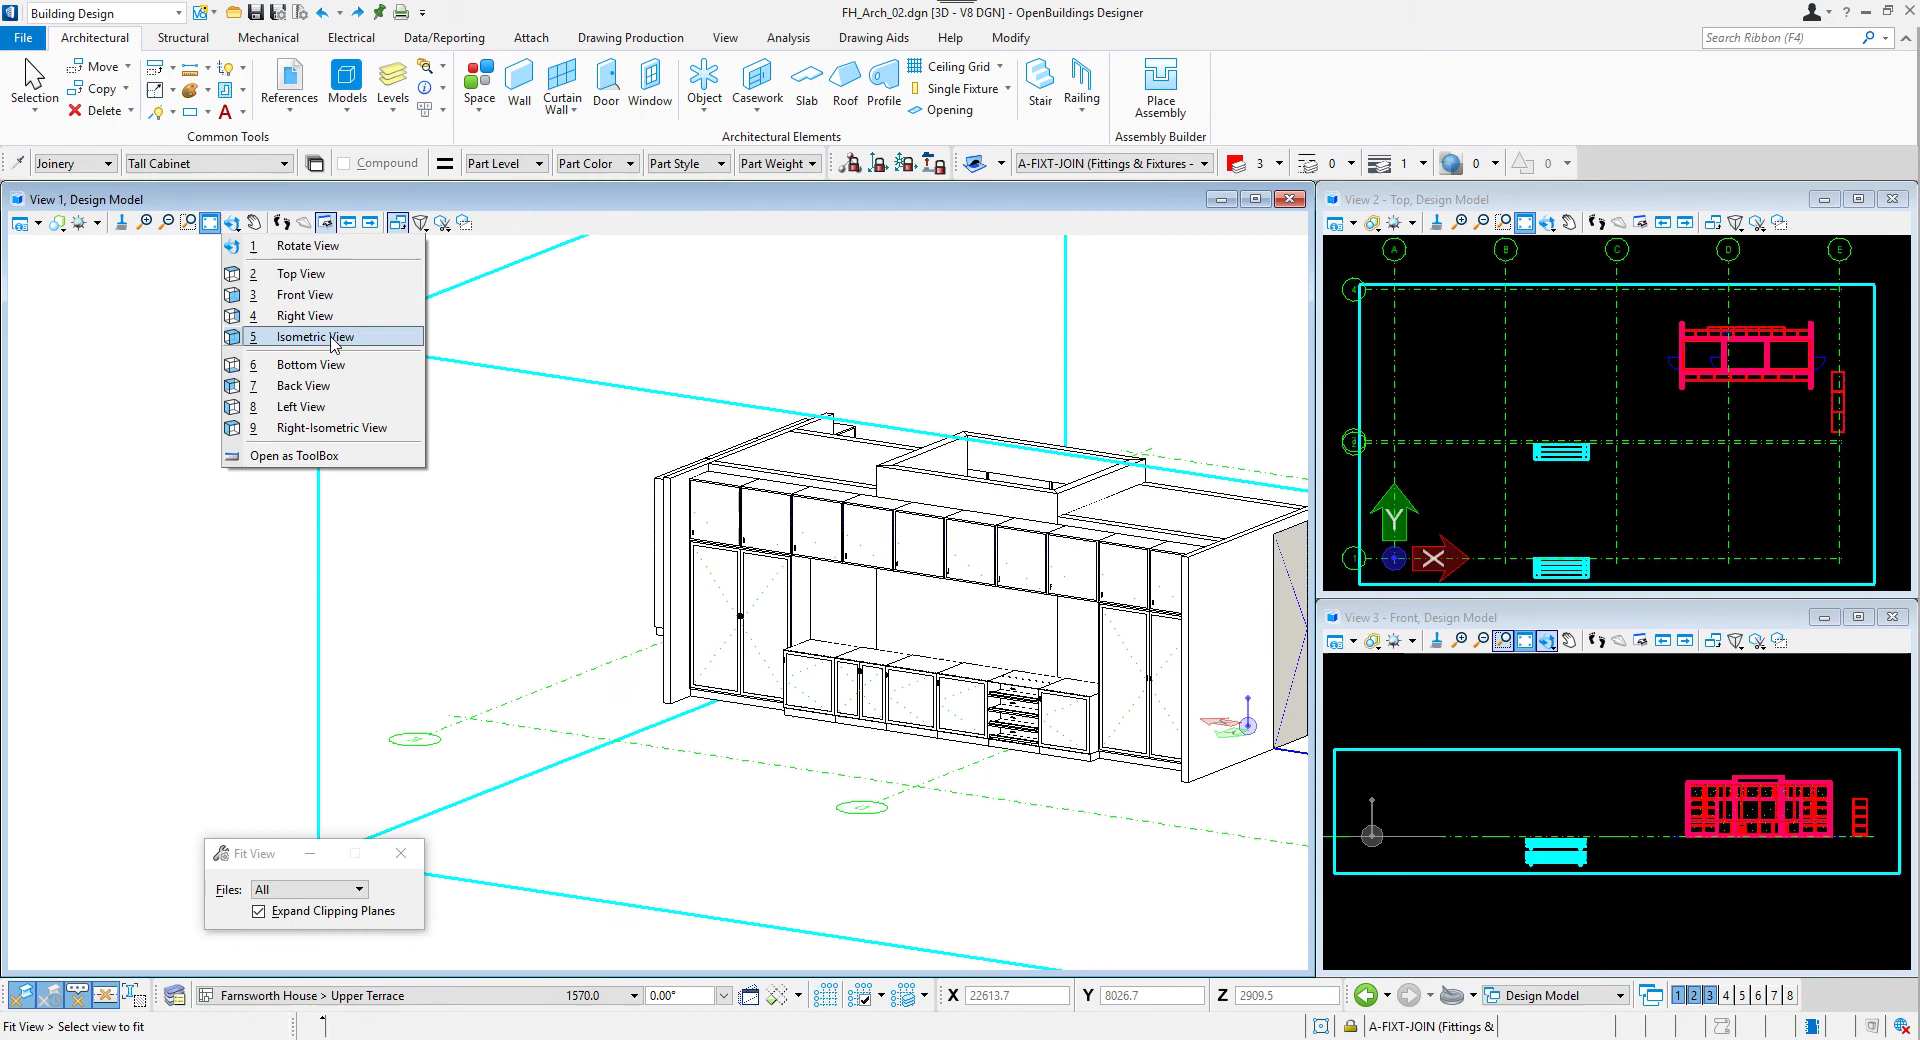 Building Design
FH_Arch_02.dgn [3D - V8 DGN] - OpenBuildings Designer
File Architectural Structural Mechanical Electrical Data/Reporting Attach Drawing Production View Analysis Drawing Aids Help Modify
Search Ribbon (F4)
Selection
Move
Copy
Delete
Common Tools
References Models Levels
Space Wall Curtain Wall Door Window Object Casework Slab Roof Profile
Ceiling Grid
Single Fixture
Opening
Architectural Elements
Stair Railing
Place Assembly
Assembly Builder
Joinery Tall Cabinet Compound Part Level Part Color Part Style Part Weight A-FIXT-JOIN (Fittings & Fixtures - 3 0 1 0 0
View 1, Design Model
1 Rotate View
2 Top View
3 Front View
4 Right View
5 Isometric View
6 Bottom View
7 Back View
8 Left View
9 Right-Isometric View
Open as ToolBox
Fit View
Files: All
Expand Clipping Planes
View 2 - Top, Design Model
A B C D E
4
1
Y
X
View 3 - Front, Design Model
Farnsworth House > Upper Terrace 1570.0 0.00° X 22613.7 Y 8026.7 Z 2909.5 Design Model 1 2 3 4 5 6 7 8
Fit View > Select view to fit
A-FIXT-JOIN (Fittings &